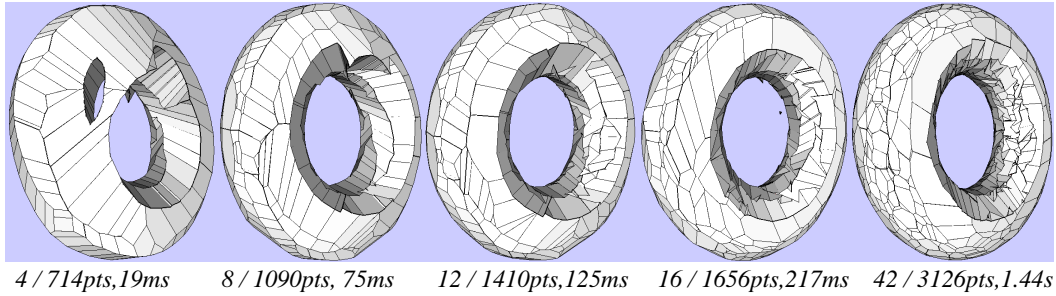 4 / 714pts,19ms 8 / 1090pts, 75ms 12 / 1410pts,125ms 16 / 1656pts,217ms 42 / 3126pts,1.44s